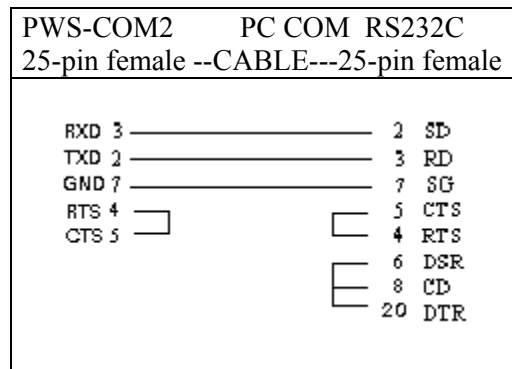 PWS-COM2 PC COM RS232C
25-pin female --CABLE---25-pin female
RXD 3 2 SD
TXD 2 3 RD
GND 7 7 SG
RTS 4 5 CTS
CTS 5 4 RTS
6 DSR
8 CD
20 DTR